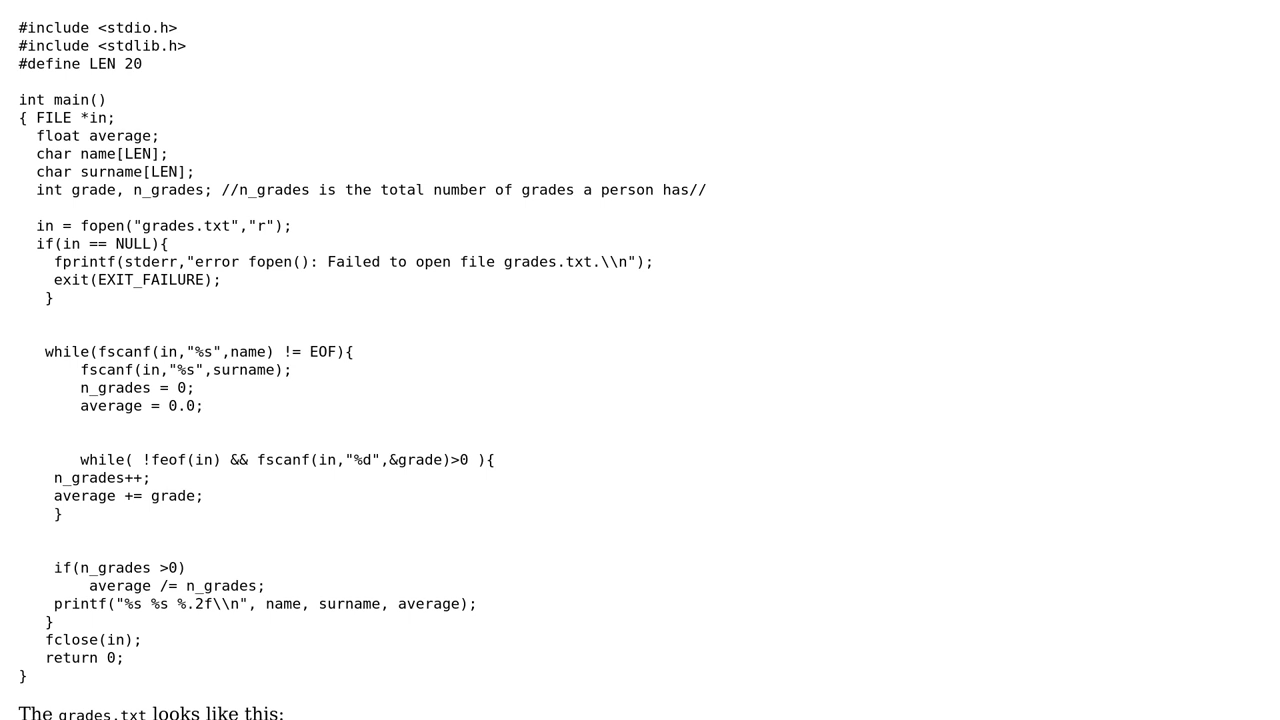 #include <stdio.h>
#include <stdlib.h>
#define LEN 20
int main()
{ FILE *in;
float average;
char name[LEN];
char surname[LEN];
int grade, n_grades; //n_grades is the total number of grades a person has//
in = fopen("grades.txt","r");
if(in == NULL){
fprintf(stderr,"error fopen(): Failed to open file grades.txt.\\n");
exit(EXIT_FAILURE);
}
while(fscanf(in,"%s",name) != EOF){
fscanf(in,"%s",surname);
n_grades = 0;
average = 0.0;
while( !feof(in) && fscanf(in,"%d",&grade)>0 ){
n_grades++;
average += grade;
}
if(n_grades >0)
average /= n_grades;
printf("%s %s %.2f\\n", name, surname, average);
}
fclose(in);
return 0;
}
The grades.txt looks like this: